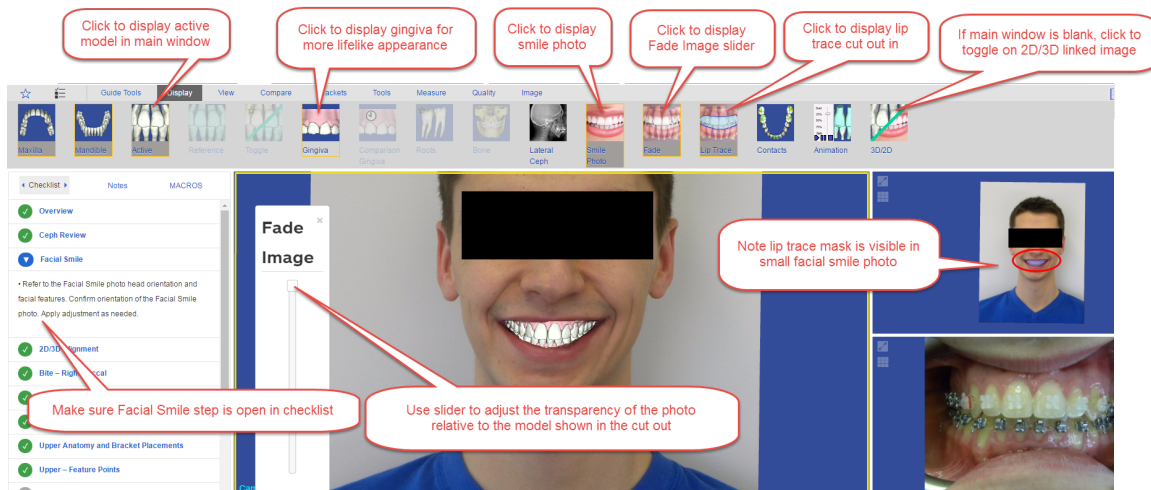 Click to display active
model in main window
Click to display gingiva for
more lifelike appearance
Click to display
smile photo
Click to display
Fade Image slider
Click to display lip
trace cut out in
If main window is blank, click to
toggle on 2D/3D linked image
Guide Tools
Display
View
Compare
rackets
Tools
Measure
Quality
Image
Maxilla
Mandible
Active
Reference
Toggle
Gingiva
Comparison
Gingiva
Roots
Bone
Lateral
Ceph
Smile
Photo
Fade
Lip Trace
Contacts
Animation
3D/2D
Checklist
Notes
MACROS
Overview
Ceph Review
Facial Smile
• Refer to the Facial Smile photo head orientation and
facial features. Confirm orientation of the Facial Smile
photo. Apply adjustment as needed.
2D/3D lignment
Bite – Rig ccal
Upper Anatomy and Bracket Placements
Upper – Feature Points
Fade
Image
×
Note lip trace mask is visible in
small facial smile photo
Make sure Facial Smile step is open in checklist
Use slider to adjust the transparency of the photo
relative to the model shown in the cut out